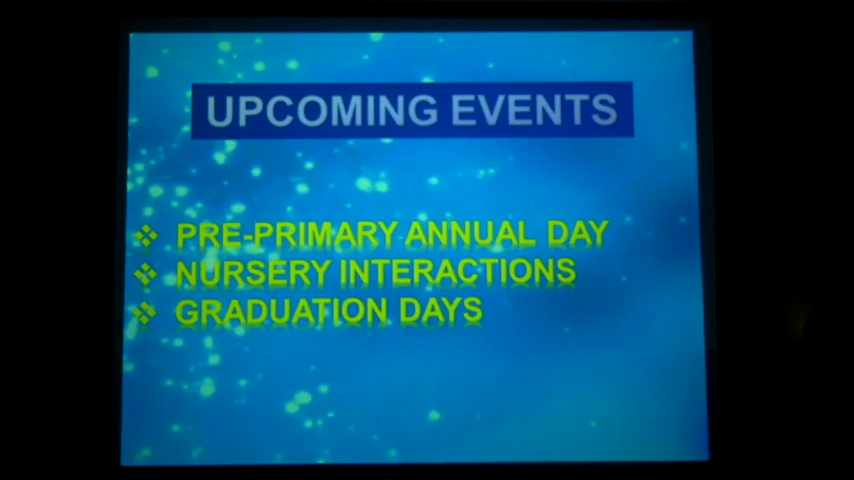 UPCOMING EVENTS
❖ PRE-PRIMARY ANNUAL DAY
❖ NURSERY INTERACTIONS
❖ GRADUATION DAYS